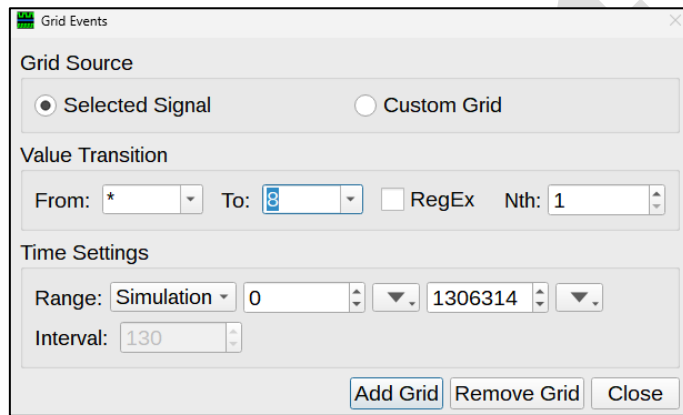 Grid Events
Grid Source
Selected Signal Custom Grid
Value Transition
From: * To: 8 RegEx Nth: 1
Time Settings
Range: Simulation 0 1306314
Interval: 130
Add Grid Remove Grid Close